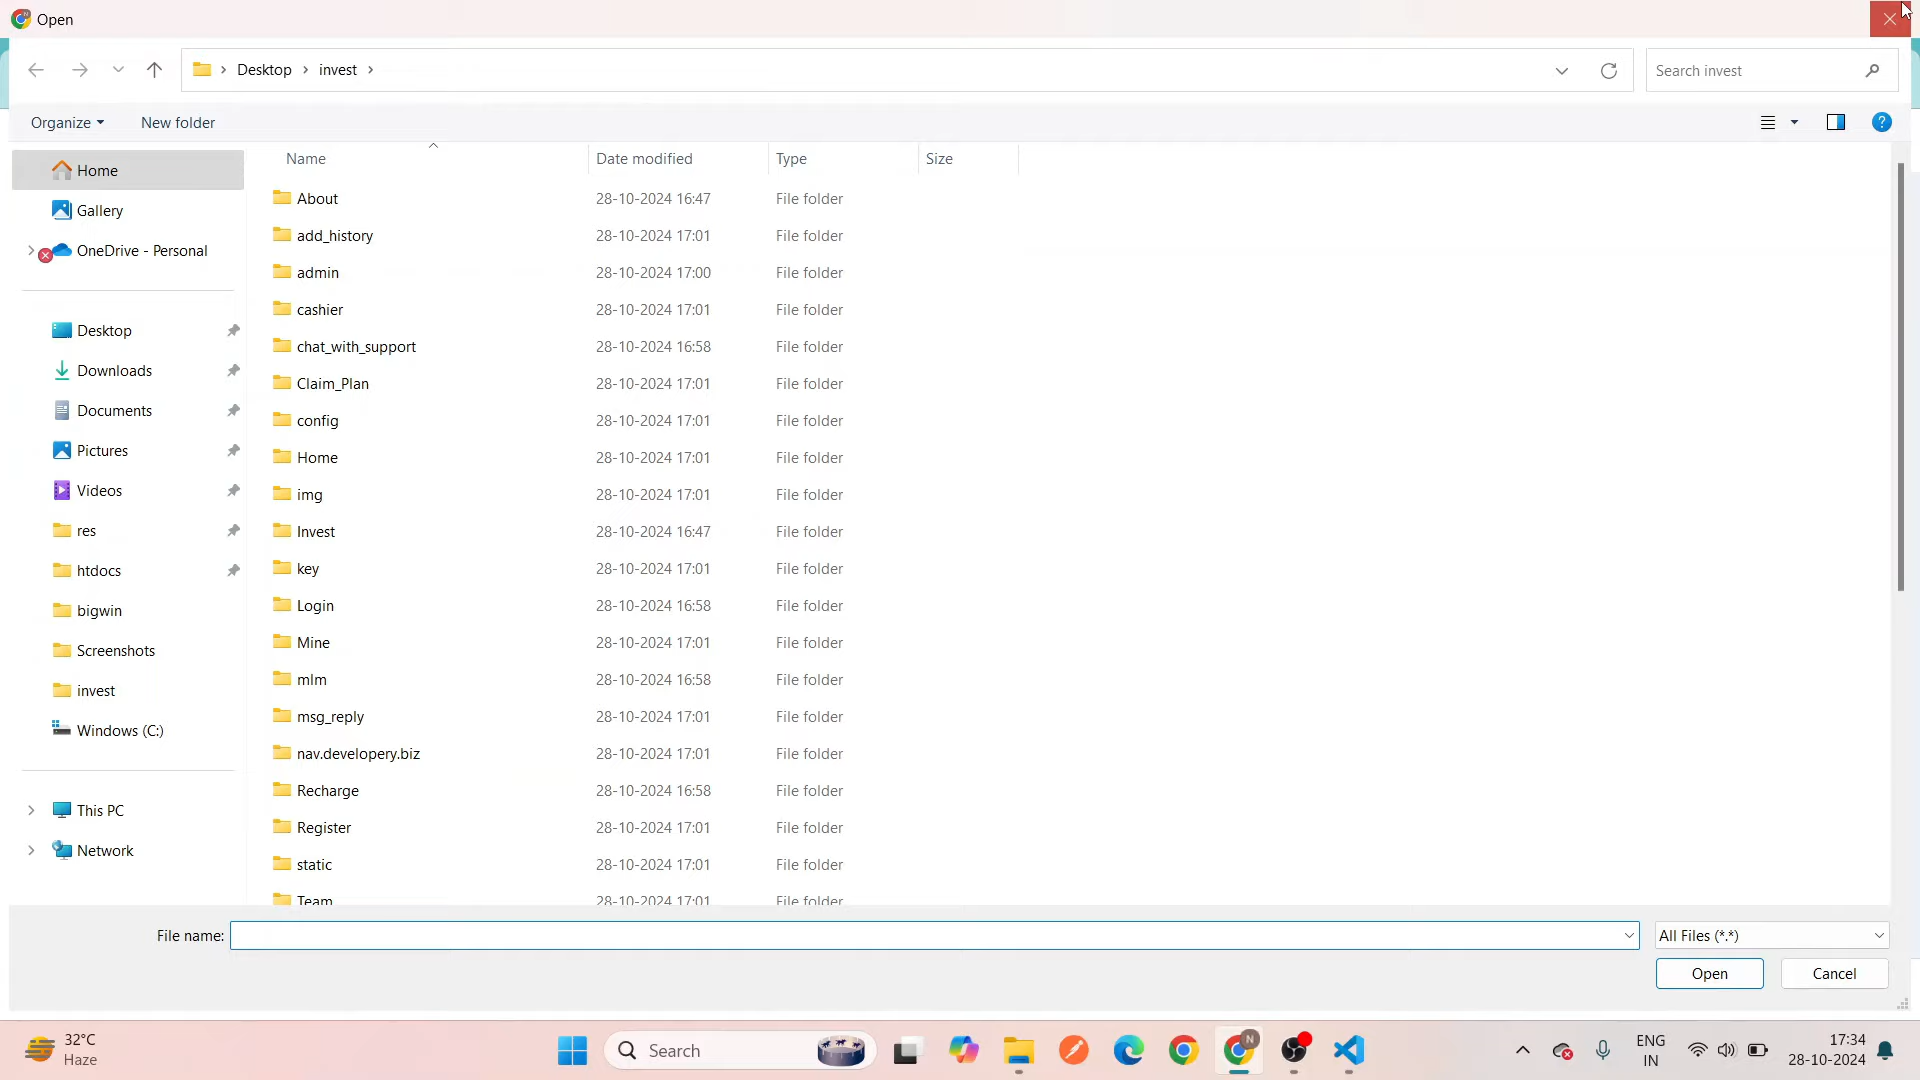 Open
Desktop > invest >
Search invest
Organize
New folder
Name
Date modified
Type
Size
Home
Gallery
OneDrive - Personal
Desktop
Downloads
Documents
Pictures
Videos
res
htdocs
bigwin
Screenshots
invest
Windows (C:)
This PC
Network
About 28-10-2024 16:47 File folder
add_history 28-10-2024 17:01 File folder
admin 28-10-2024 17:00 File folder
cashier 28-10-2024 17:01 File folder
chat_with_support 28-10-2024 16:58 File folder
Claim_Plan 28-10-2024 17:01 File folder
config 28-10-2024 17:01 File folder
Home 28-10-2024 17:01 File folder
img 28-10-2024 17:01 File folder
Invest 28-10-2024 16:47 File folder
key 28-10-2024 17:01 File folder
Login 28-10-2024 16:58 File folder
Mine 28-10-2024 17:01 File folder
mlm 28-10-2024 16:58 File folder
msg_reply 28-10-2024 17:01 File folder
nav.developery.biz 28-10-2024 17:01 File folder
Recharge 28-10-2024 16:58 File folder
Register 28-10-2024 17:01 File folder
static 28-10-2024 17:01 File folder
Team 28-10-2024 17:01 File folder
File name:
All Files (*.*)
Open
Cancel
32°C
Haze
Search
N
ENG
IN
17:34
28-10-2024